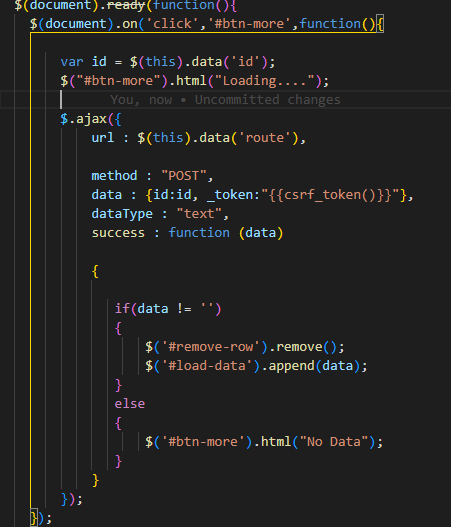 $(document).ready(function(){
$(document).on('click','#btn-more',function(){
var id = $(this).data('id');
$("#btn-more").html("Loading....");
You, now • Uncommitted changes
$.ajax({
url : $(this).data('route'),
method : "POST",
data : {id:id, _token:"{{csrf_token()}}"},
dataType : "text",
success : function (data)
{
if(data != '')
{
$('#remove-row').remove();
$('#load-data').append(data);
}
else
{
$('#btn-more').html("No Data");
}
}
});
});